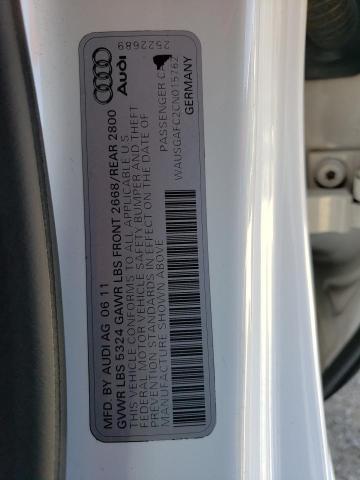 2522689
Audi
MFD. BY AUDI AG 06 11
GVWR LBS 5324 GAWR LBS FRONT 2668/REAR 2800
THIS VEHICLE CONFORMS TO ALL APPLICABLE U.S.
FEDERAL MOTOR VEHICLE SAFETY BUMPER AND THEFT
PREVENTION STANDARDS IN EFFECT ON THE DATE OF
MANUFACTURE SHOWN ABOVE
PASSENGER CAR
WAUSGAFC2CN015762
GERMANY